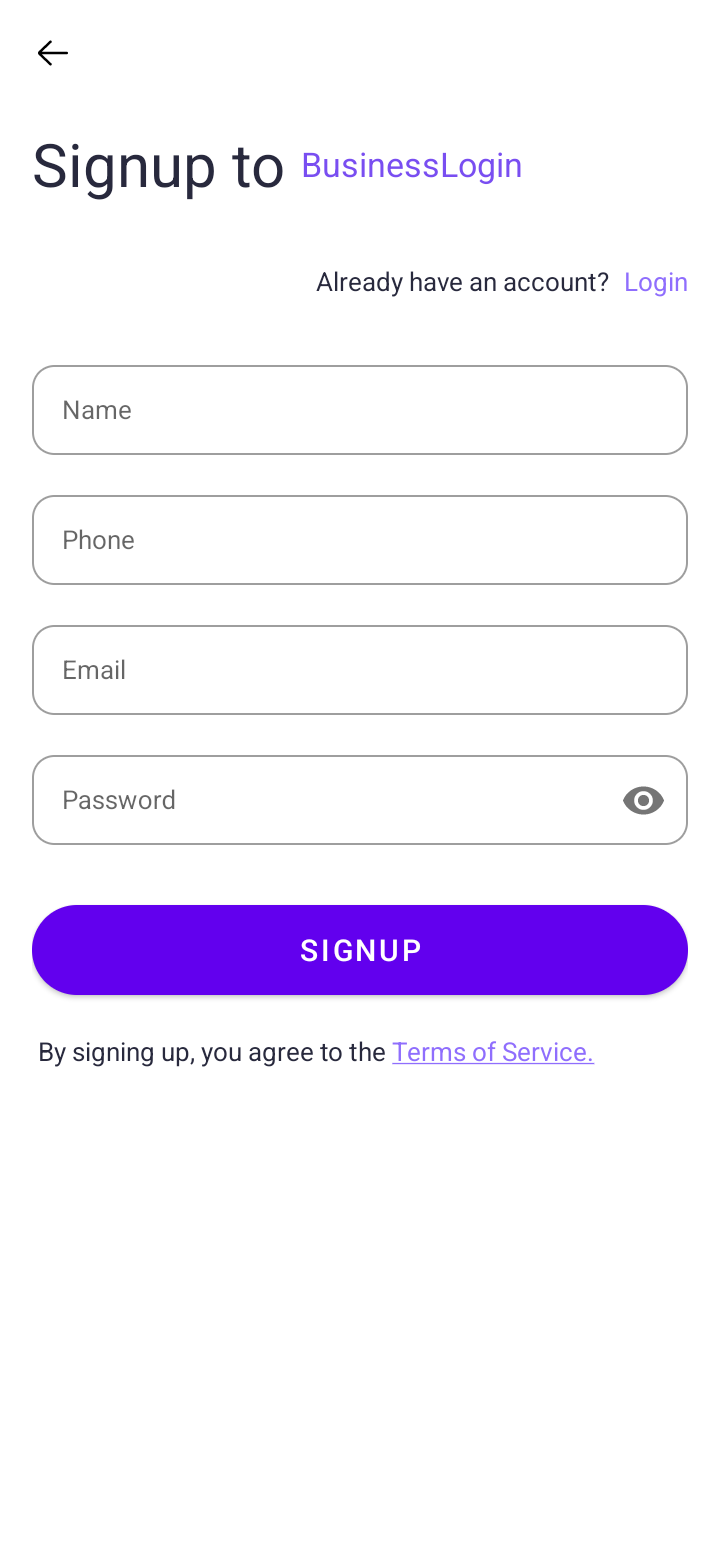 Signup to BusinessLogin
Already have an account? Login
Name
Phone
Email
Password
SIGNUP
By signing up, you agree to the Terms of Service.